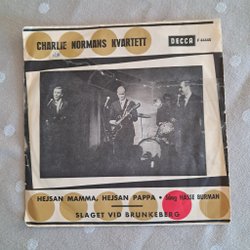 CHARLIE NORMANS KVARTETT
DECCA
HEJSAN MAMMA, HEJSAN PAPPA • sång HASSE BURMAN
SLAGET VID BRUNKEBERG